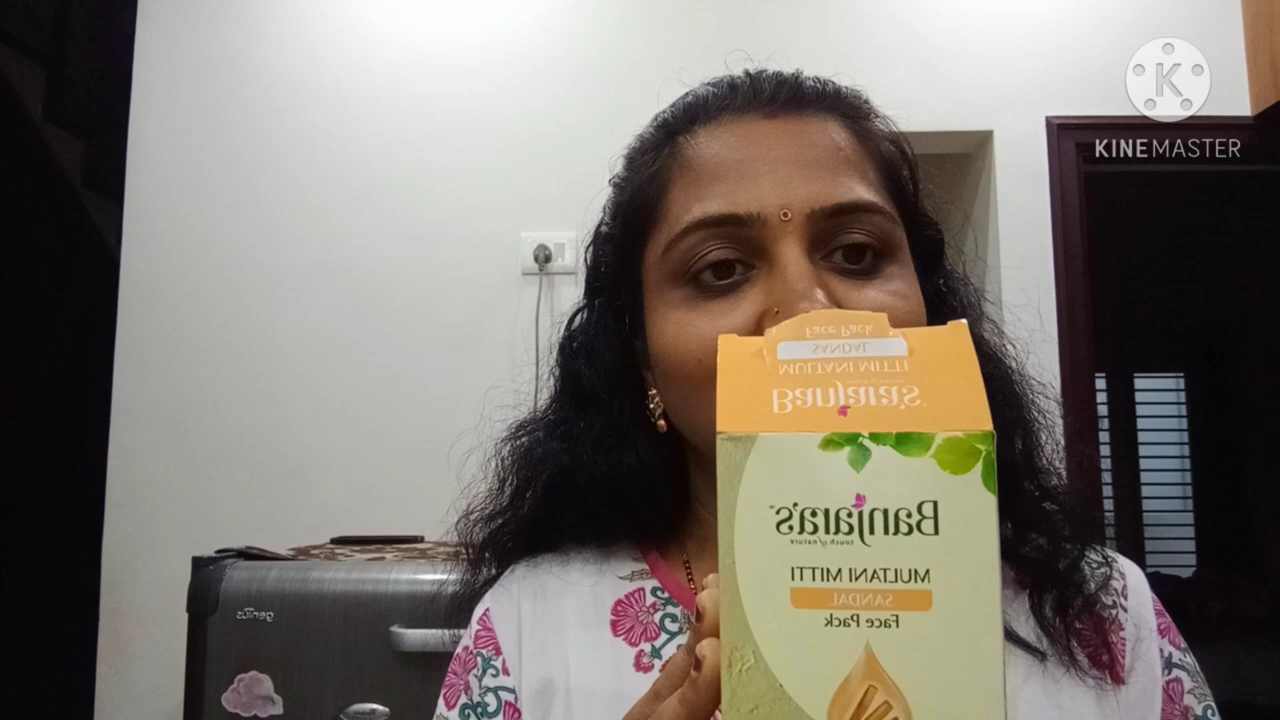 K
KINEMASTER
Face Pack
SANDAL
MULTANI MITTI
Banjara's
Banjara's
touch of nature
MULTANI MITTI
SANDAL
Face Pack
genius